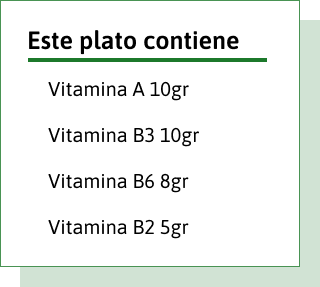 Este plato contiene
Vitamina A 10gr
Vitamina B3 10gr
Vitamina B6 8gr
Vitamina B2 5gr